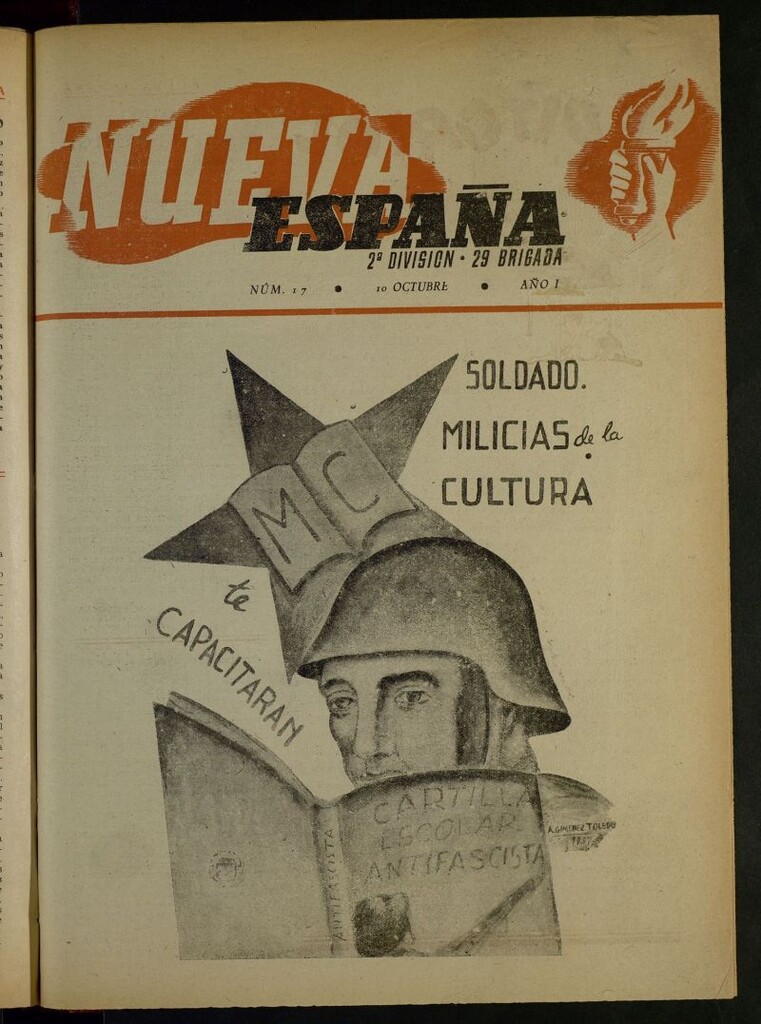 NUEVA
ESPAÑA
2ª DIVISION · 29 BRIGADA
NÚM. 17 • 10 OCTUBRE • AÑO I
SOLDADO.
MILICIAS de la
CULTURA
M C
te
CAPACITARAN
CARTILLA
ESCOLAR
ANTIFASCISTA
ANTIFASCISTA
A. GIMENEZ TOLEDO
1937